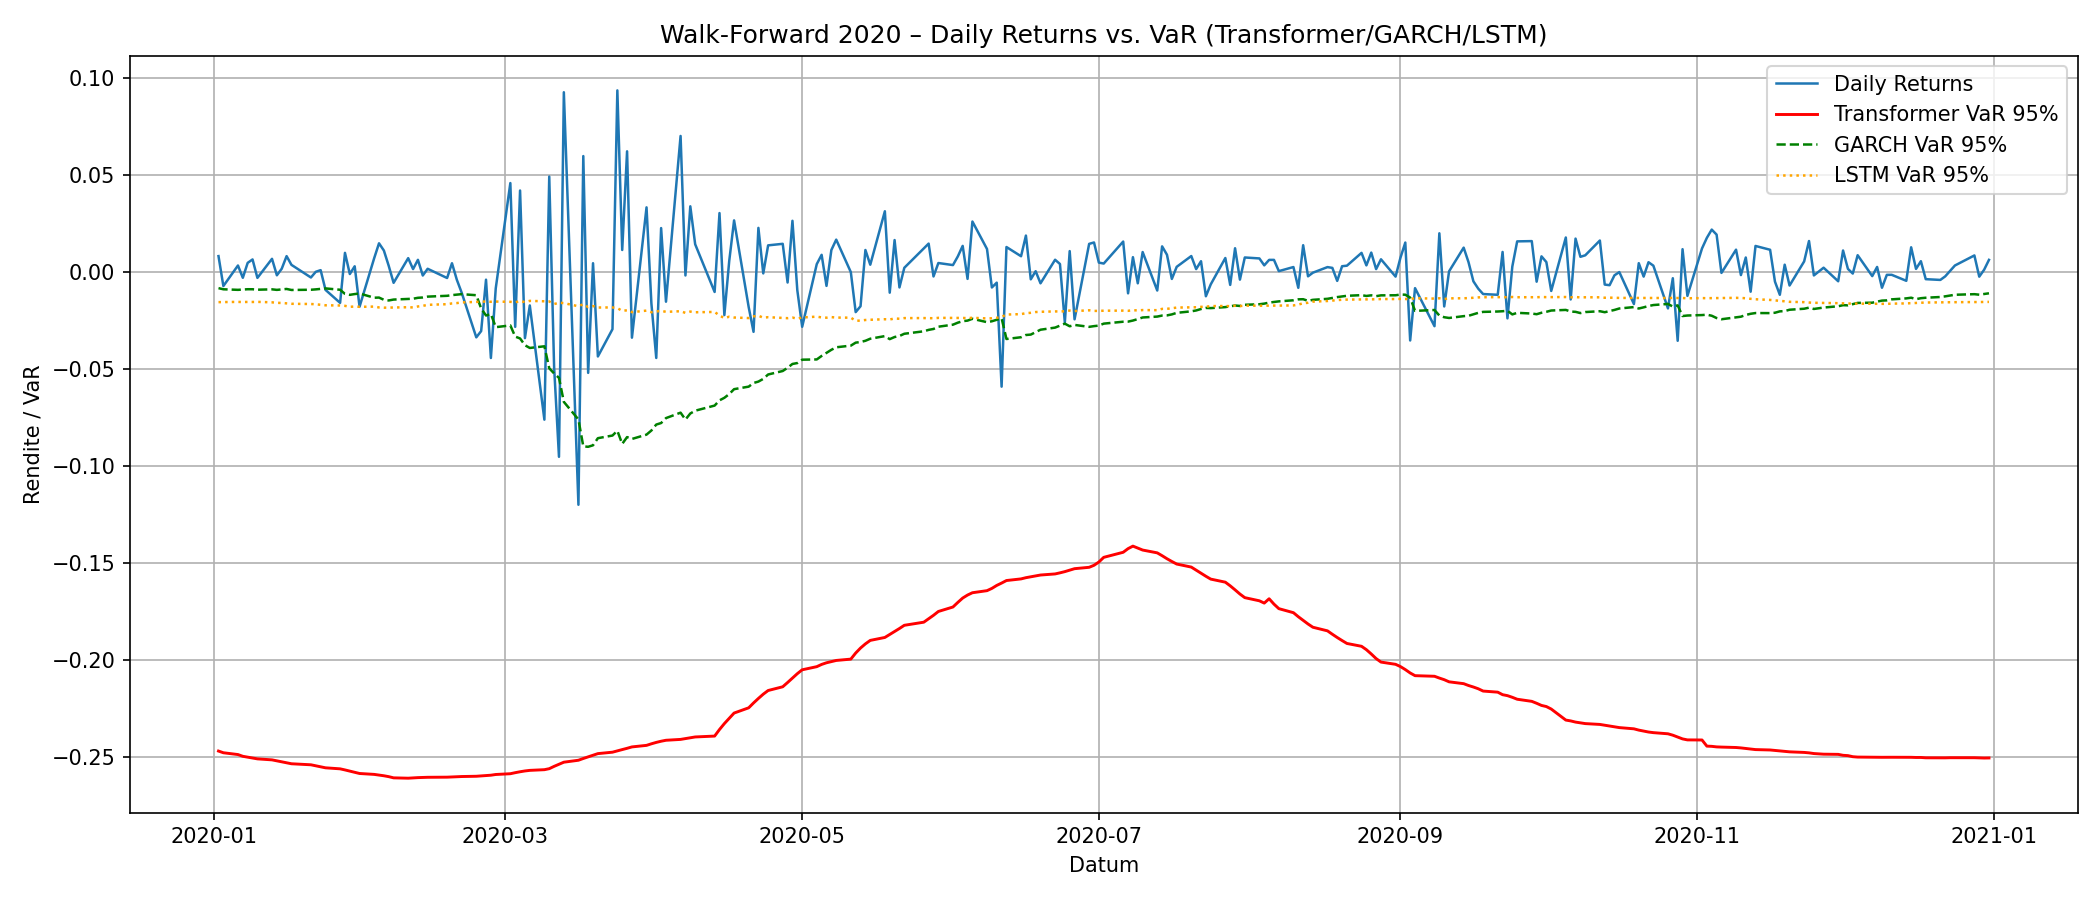 Walk-Forward 2020 – Daily Returns vs. VaR (Transformer/GARCH/LSTM)
Daily Returns
Transformer VaR 95%
GARCH VaR 95%
LSTM VaR 95%
0.10
0.05
0.00
−0.05
−0.10
−0.15
−0.20
−0.25
Rendite / VaR
2020-01
2020-03
2020-05
2020-07
2020-09
2020-11
2021-01
Datum